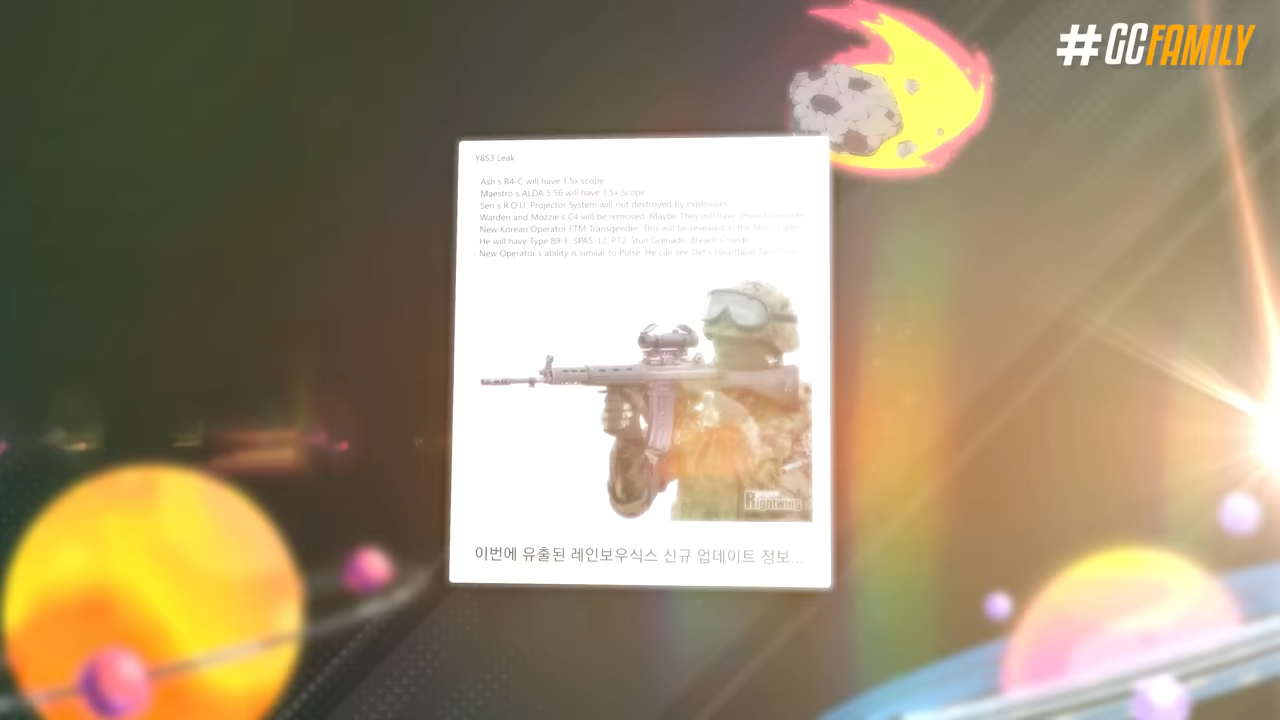 #GCFAMILY
Y8S3 Leak
Ash s R4-C will have 1.5x scope
Maestro s ALDA 5.56 will have 1.5x Scope
Sen s R.O.U. Projector System will not destroyed by explosives
Warden and Mozzie s C4 will be removed. Maybe They will have Impact Grenade
New Korean Operator FTM Transgender. This will be revealed in the
- He will have Type 89-F, SPAS-12, P12, Stun Grenade, Breach Charge
- New Operator s ability is similar to Pulse. He can see Def s Heartbeat
Rightwing
이번에 유출된 레인보우식스 신규 업데이트 정보...